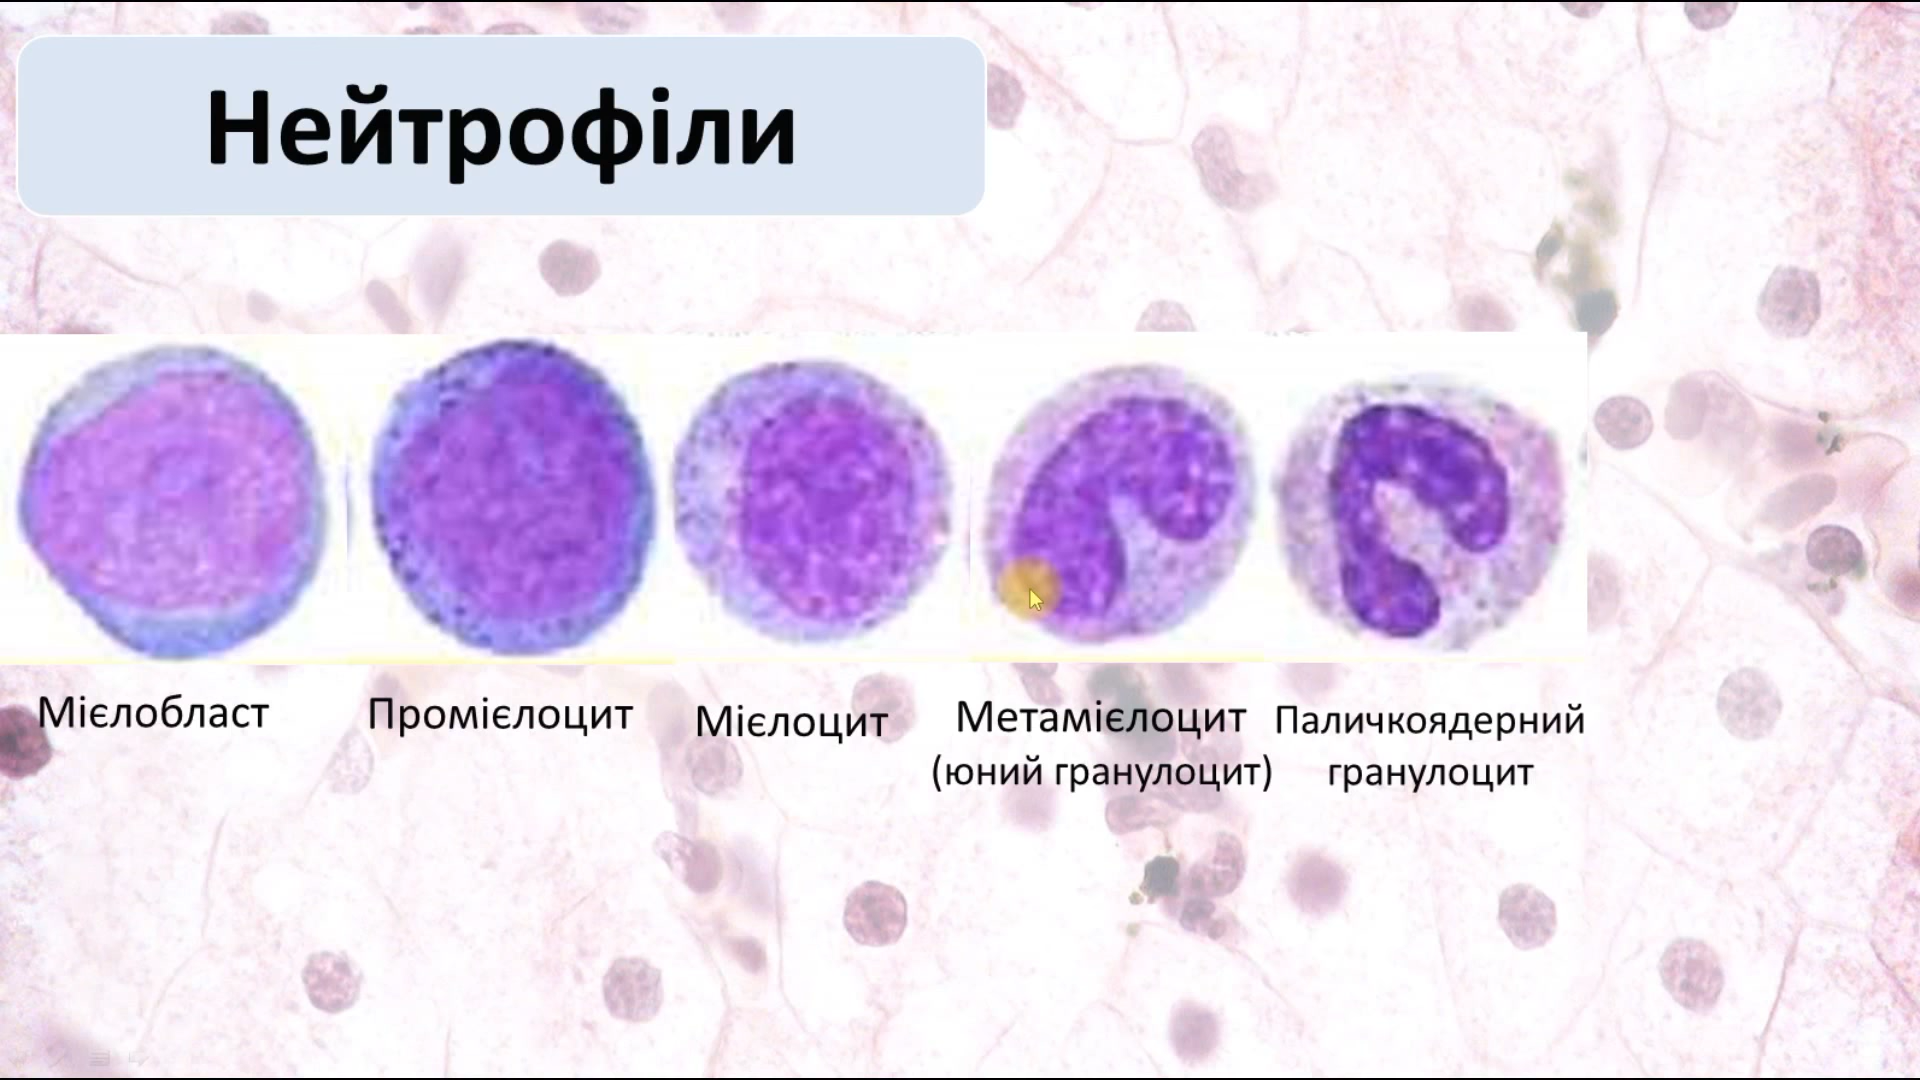 Нейтрофіли
Мієлобласт
Промієлоцит
Мієлоцит
Метамієлоцит
(юний гранулоцит)
Паличкоядерний
гранулоцит